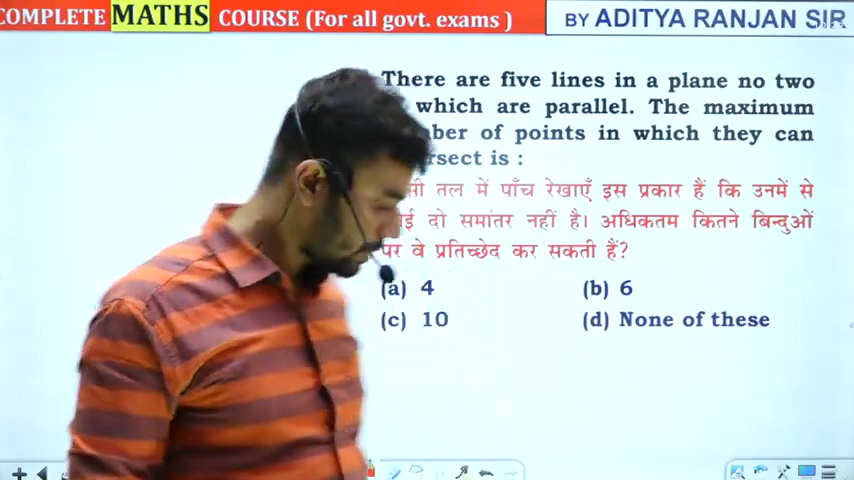 COMPLETE MATHS COURSE (For all govt. exams )
BY ADITYA RANJAN SIR
There are five lines in a plane no two
which are parallel. The maximum
of points in which they can
is :
तल में पाँच रेखाएँ इस प्रकार हैं कि उनमें से
दो समांतर नहीं है। अधिकतम कितने बिन्दुओं
पर वे प्रतिच्छेद कर सकती हैं?
(a) 4
(b) 6
(c) 10
(d) None of these